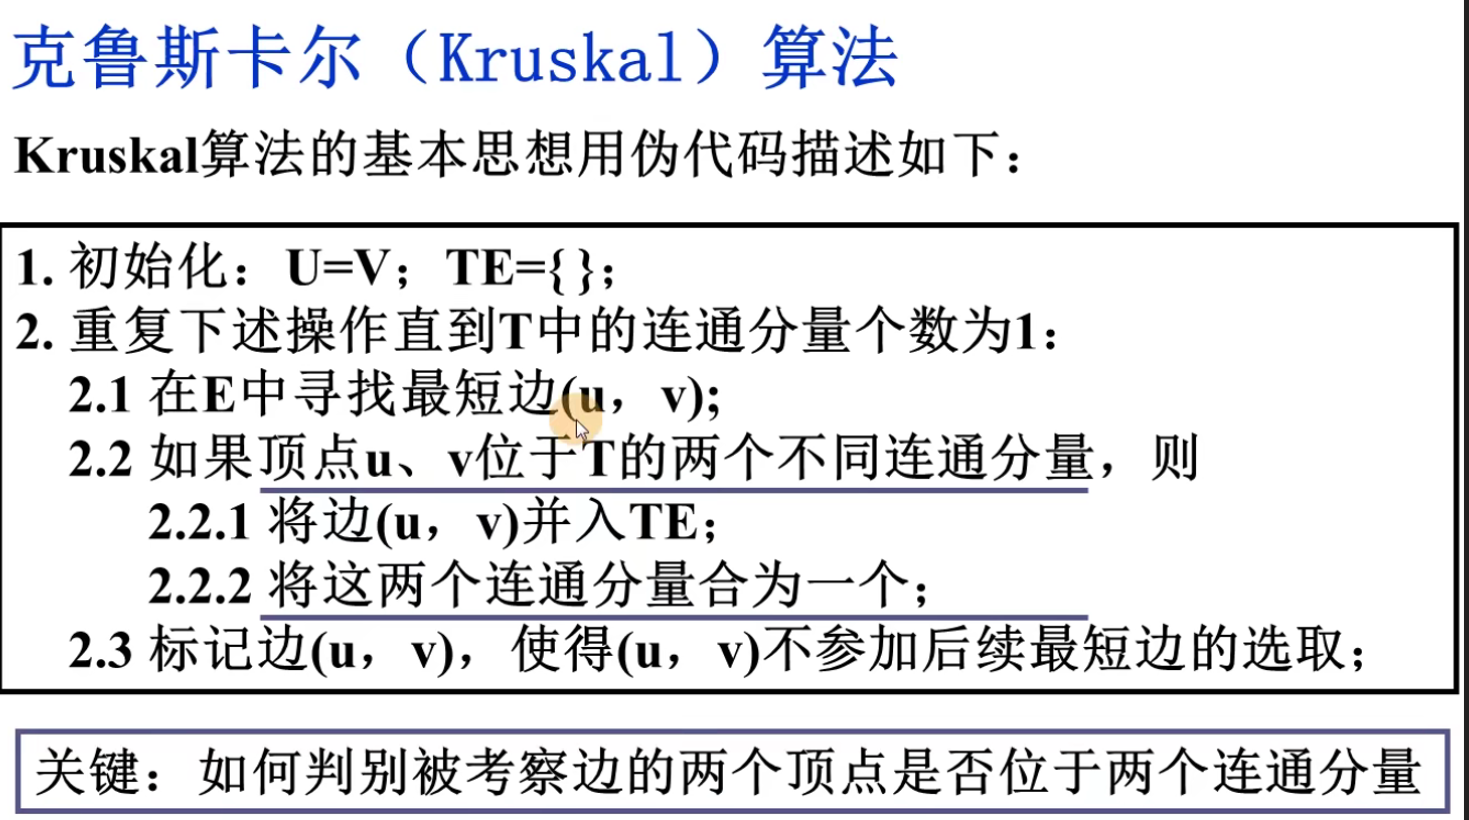 克鲁斯卡尔（Kruskal）算法
Kruskal算法的基本思想用伪代码描述如下：
1. 初始化：U=V；TE={ }；
2. 重复下述操作直到T中的连通分量个数为1：
2.1 在E中寻找最短边(u，v);
2.2 如果顶点u、v位于T的两个不同连通分量，则
2.2.1 将边(u，v)并入TE；
2.2.2 将这两个连通分量合为一个；
2.3 标记边(u，v)，使得(u，v)不参加后续最短边的选取；
关键：如何判别被考察边的两个顶点是否位于两个连通分量